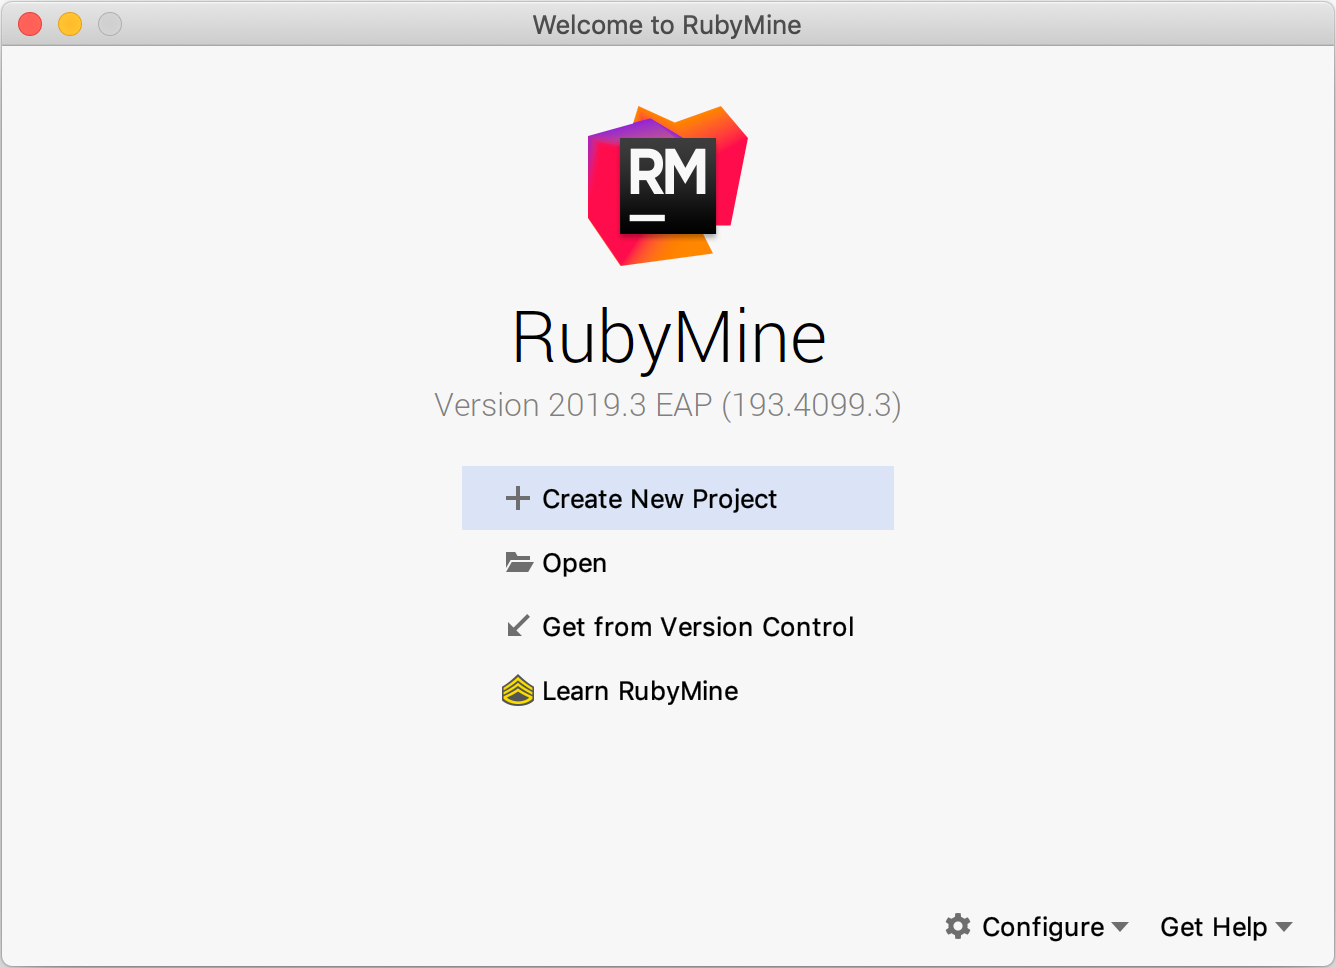 Welcome to RubyMine
RM
RubyMine
Version 2019.3 EAP (193.4099.3)
Create New Project
Open
Get from Version Control
Learn RubyMine
Configure Get Help